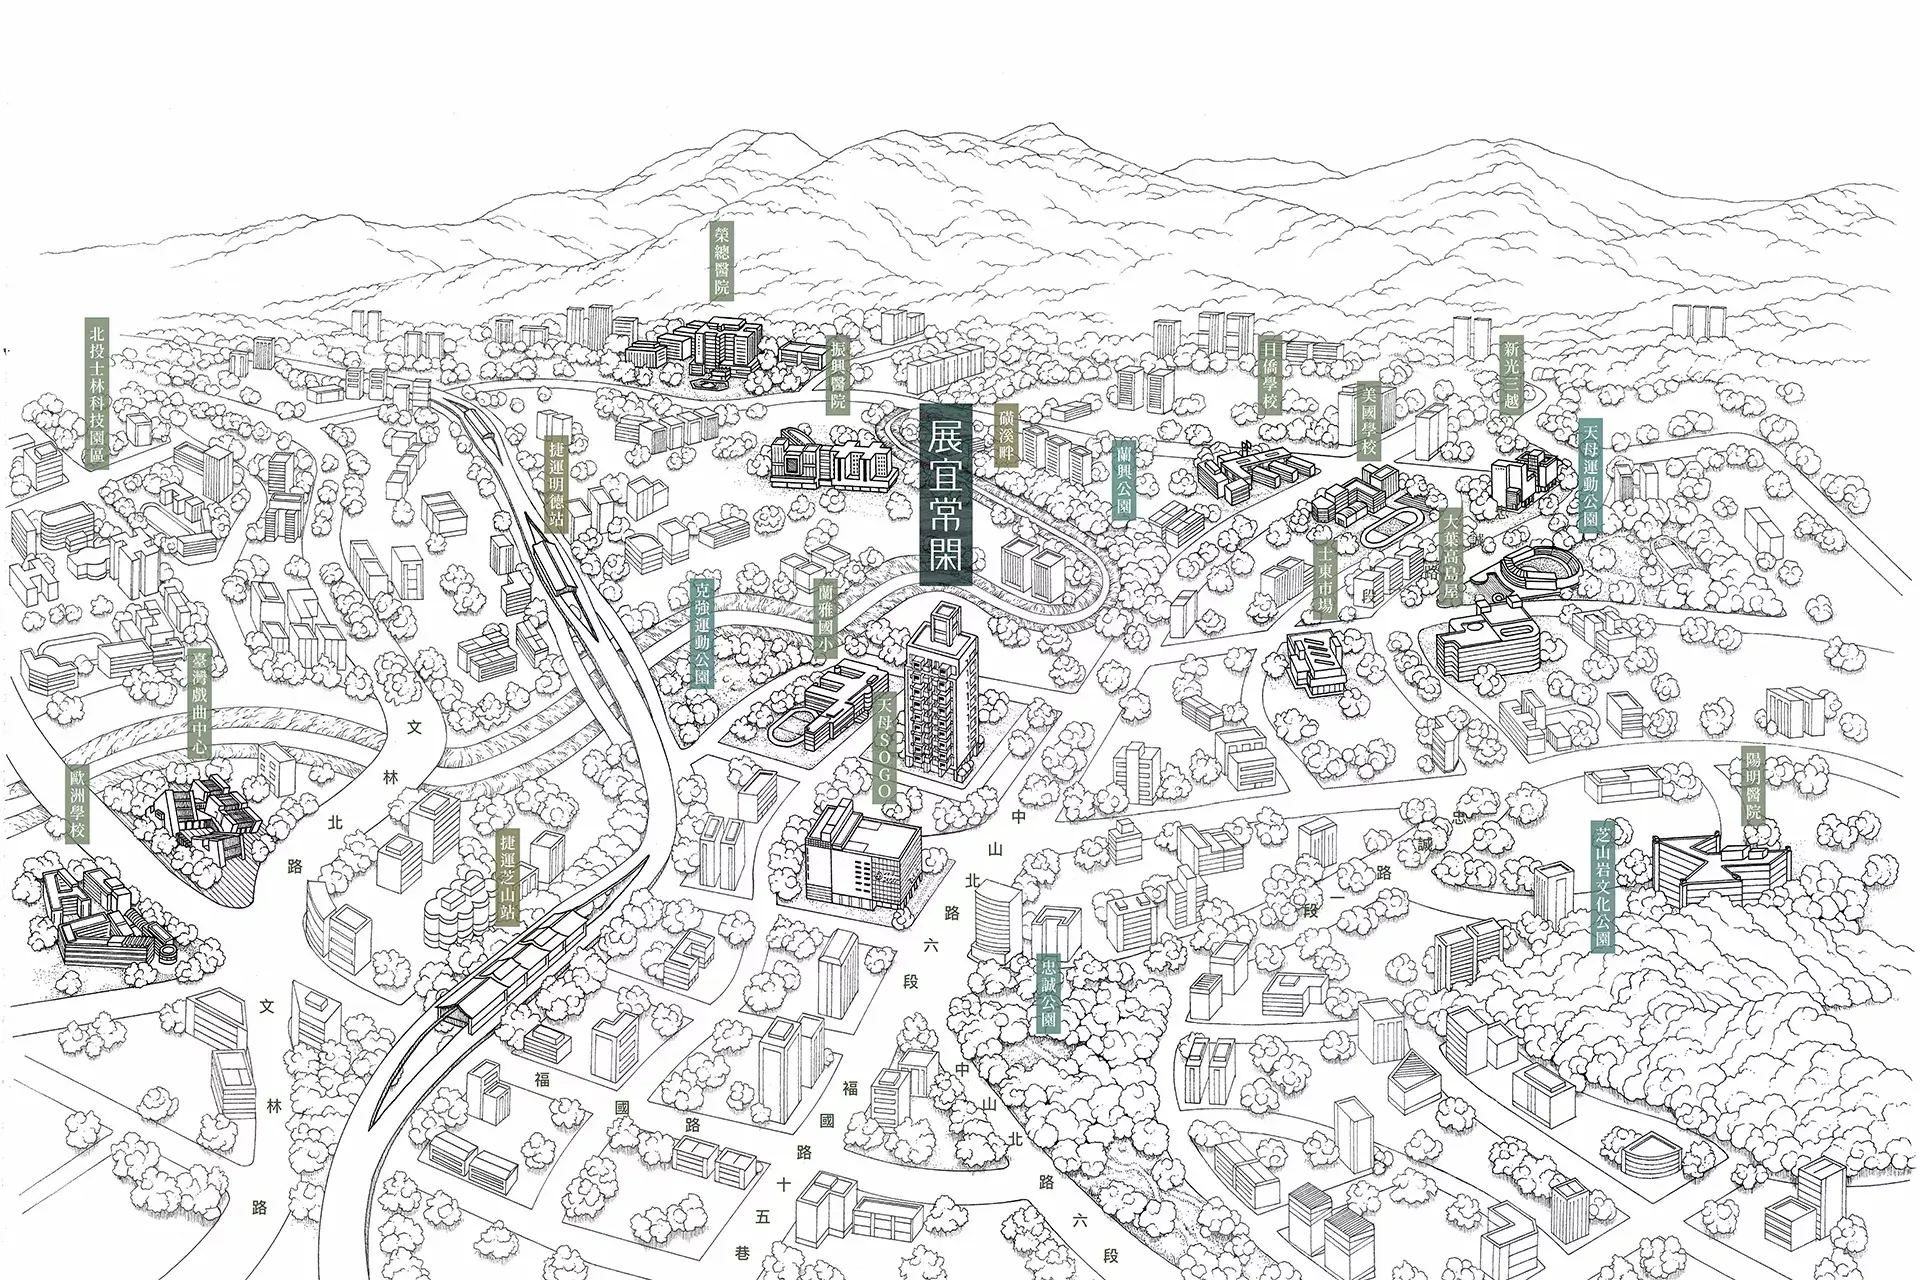 榮總醫院
北投士林科技園區
振興醫院
日僑學校
新光三越
美國學校
展宜常閑
磺溪畔
天母運動公園
捷運明德站
蘭興公園
大葉高島屋
誠
路
段
士東市場
克強運動公園
蘭雅國小
臺灣戲曲中心
天母SOGO
歐洲學校
文林北路
陽明醫院
捷運芝山站
中山北路六段
忠誠路一段
芝山岩文化公園
忠誠公園
文林路
福國路
福國路十五巷
中山北路六段